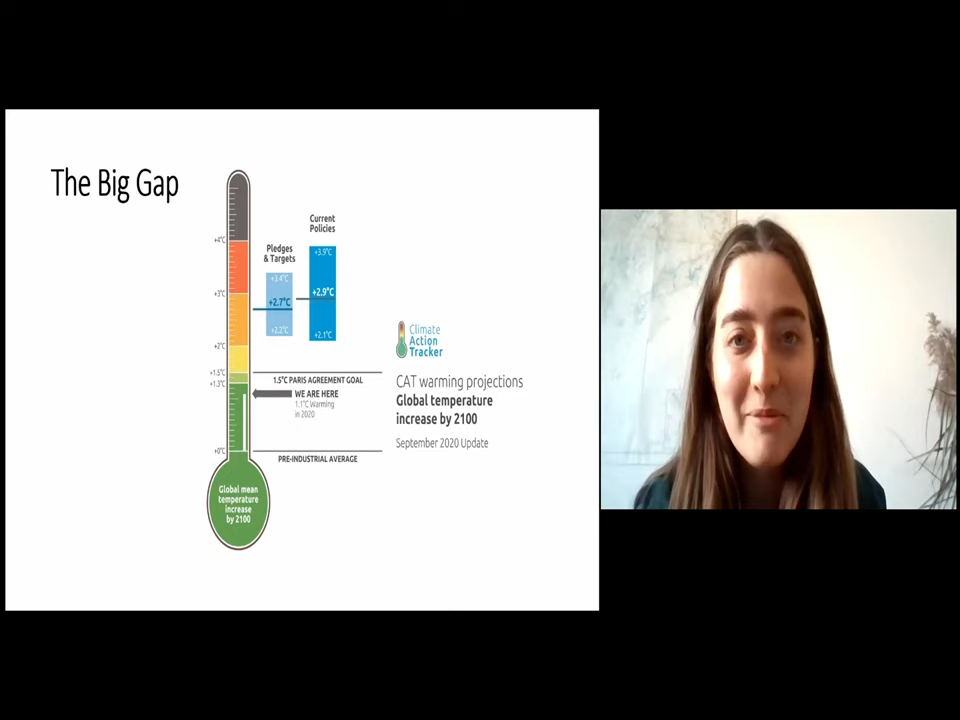 The Big Gap
Current
Policies
Pledges
& Targets
+4°C
+3°C
+2°C
+1.5°C
+1.3°C
+0°C
+3.9°C
+3.4°C
+2.9°C
+2.7°C
+2.2°C
+2.1°C
1.5°C PARIS AGREEMENT GOAL
WE ARE HERE
1.1°C Warming
in 2020
PRE-INDUSTRIAL AVERAGE
Global mean
temperature
increase
by 2100
Climate
Action
Tracker
CAT warming projections
Global temperature
increase by 2100
September 2020 Update